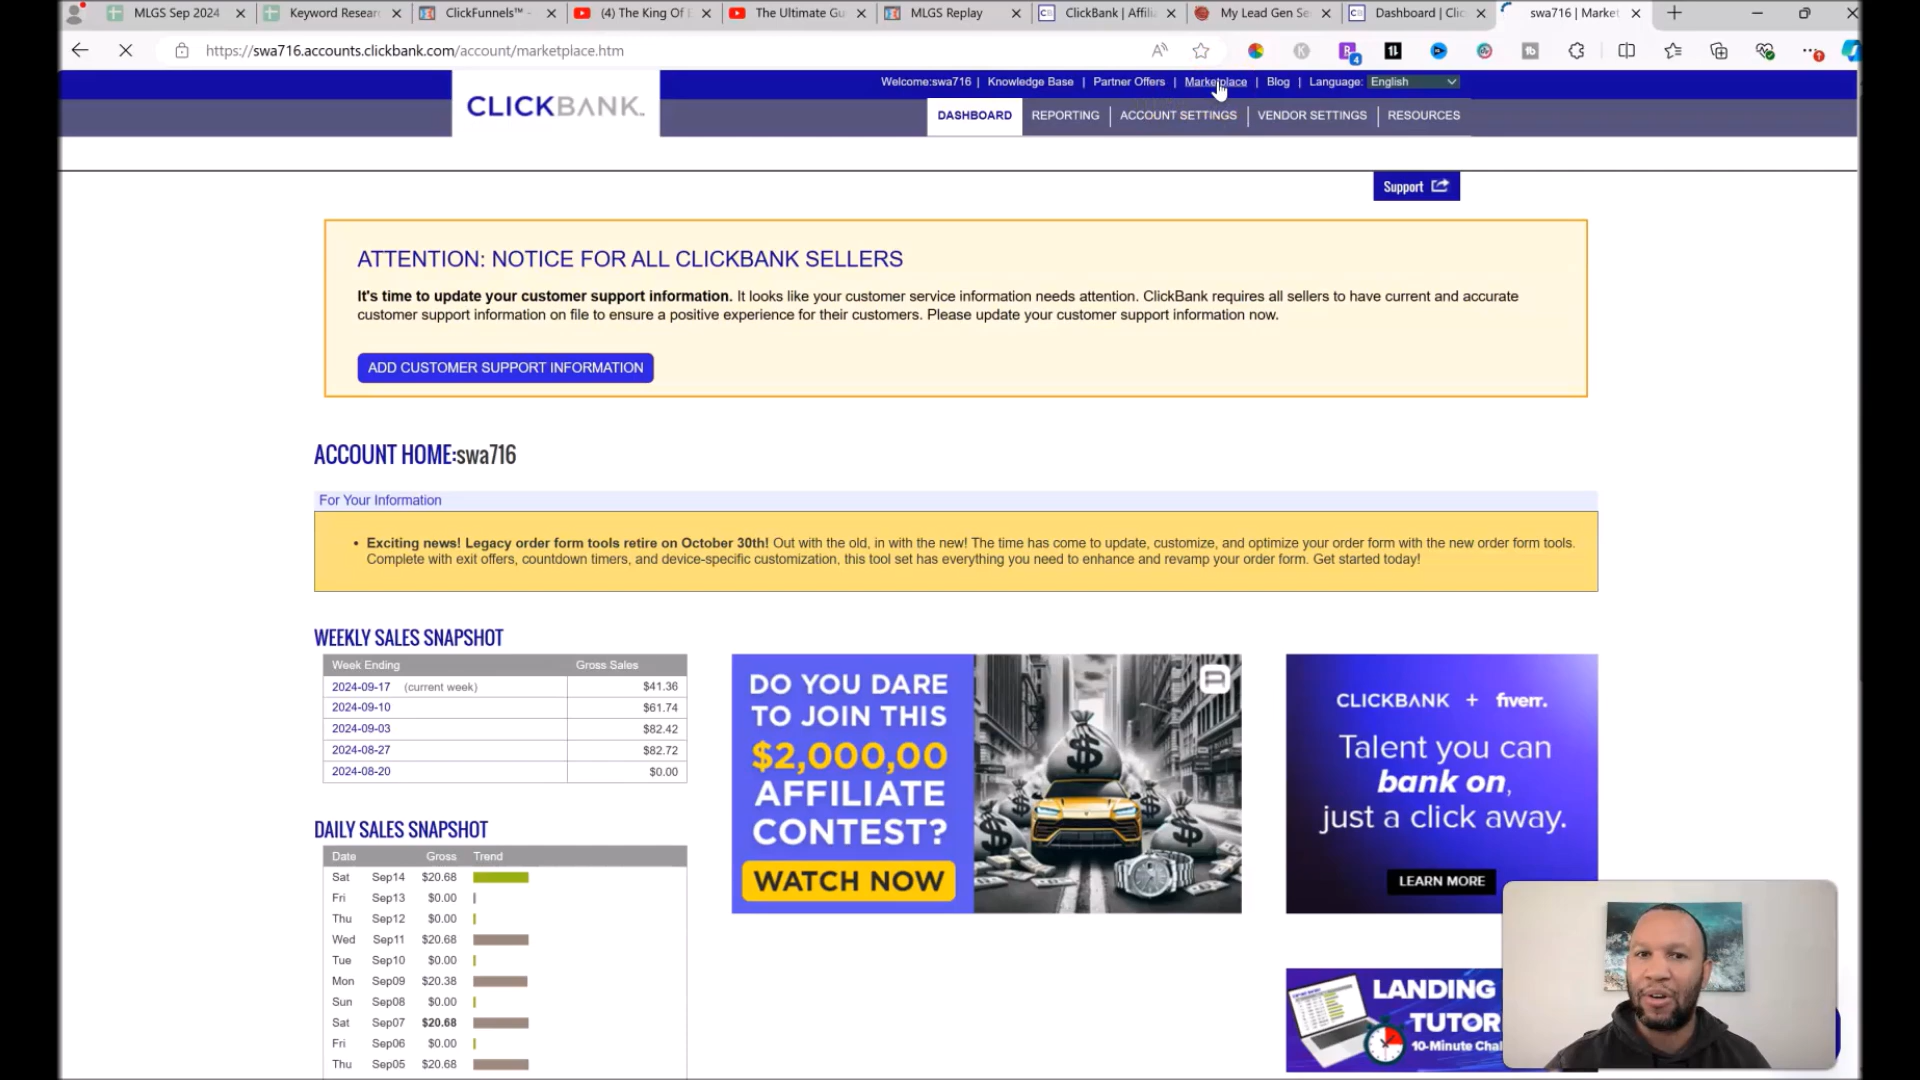 MLGS Sep 2024
Keyword Resear
ClickFunnels™ -
(4) The King Of E
The Ultimate Gu
MLGS Replay
ClickBank | Affili
My Lead Gen Se
Dashboard | Clic
swa716 | Market
https://swa716.accounts.clickbank.com/account/marketplace.htm
Welcome:swa716 | Knowledge Base | Partner Offers | Marketplace | Blog | Language: English
CLICKBANK
DASHBOARD REPORTING ACCOUNT SETTINGS VENDOR SETTINGS RESOURCES
Support
ATTENTION: NOTICE FOR ALL CLICKBANK SELLERS
It's time to update your customer support information. It looks like your customer service information needs attention. ClickBank requires all sellers to have current and accurate
customer support information on file to ensure a positive experience for their customers. Please update your customer support information now.
ADD CUSTOMER SUPPORT INFORMATION
ACCOUNT HOME:swa716
For Your Information
• Exciting news! Legacy order form tools retire on October 30th! Out with the old, in with the new! The time has come to update, customize, and optimize your order form with the new order form tools.
Complete with exit offers, countdown timers, and device-specific customization, this tool set has everything you need to enhance and revamp your order form. Get started today!
WEEKLY SALES SNAPSHOT
Week Ending Gross Sales
2024-09-17 (current week) $41.36
2024-09-10 $61.74
2024-09-03 $82.42
2024-08-27 $82.72
2024-08-20 $0.00
DAILY SALES SNAPSHOT
Date Gross Trend
Sat Sep14 $20.68
Fri Sep13 $0.00
Thu Sep12 $0.00
Wed Sep11 $20.68
Tue Sep10 $0.00
Mon Sep09 $20.38
Sun Sep08 $0.00
Sat Sep07 $20.68
Fri Sep06 $0.00
Thu Sep05 $20.68
DO YOU DARE
TO JOIN THIS
$2,000,00
AFFILIATE
CONTEST?
WATCH NOW
CLICKBANK + fiverr.
Talent you can
bank on,
just a click away.
LEARN MORE
LANDING
TUTOR
10-Minute Chal